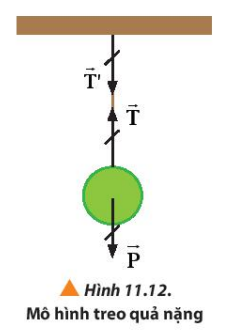 T⃗'
T⃗
P⃗
Hình 11.12.
Mô hình treo quả nặng